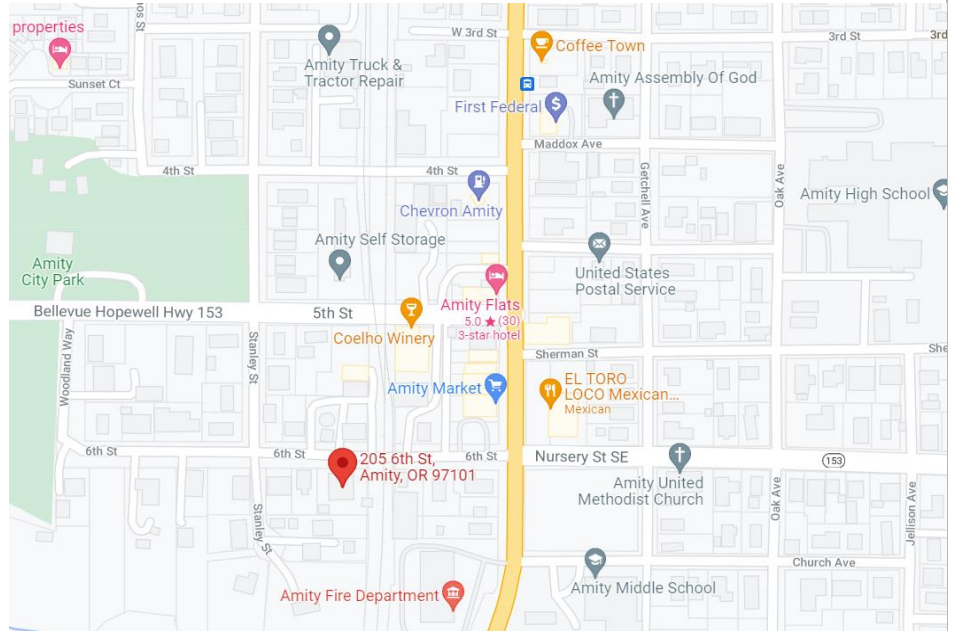 properties
Sunset Ct
Amity Truck &
Tractor Repair
W 3rd St
3rd St
3rd
Coffee Town
Amity Assembly Of God
First Federal
Maddox Ave
4th St
4th St
Getchell Ave
Oak Ave
Amity High School
Chevron Amity
Amity Self Storage
United States
Postal Service
Amity
City Park
Bellevue Hopewell Hwy 153
5th St
Amity Flats
5.0 ★ (30)
3-star hotel
Coelho Winery
Sherman St
She
Woodland Way
Stanley St
Amity Market
EL TORO
LOCO Mexican...
Mexican
6th St
6th St
6th St
205 6th St,
Amity, OR 97101
Nursery St SE
153
Amity United
Methodist Church
Stanley St
Oak Ave
Jellison Ave
Church Ave
Amity Middle School
Amity Fire Department